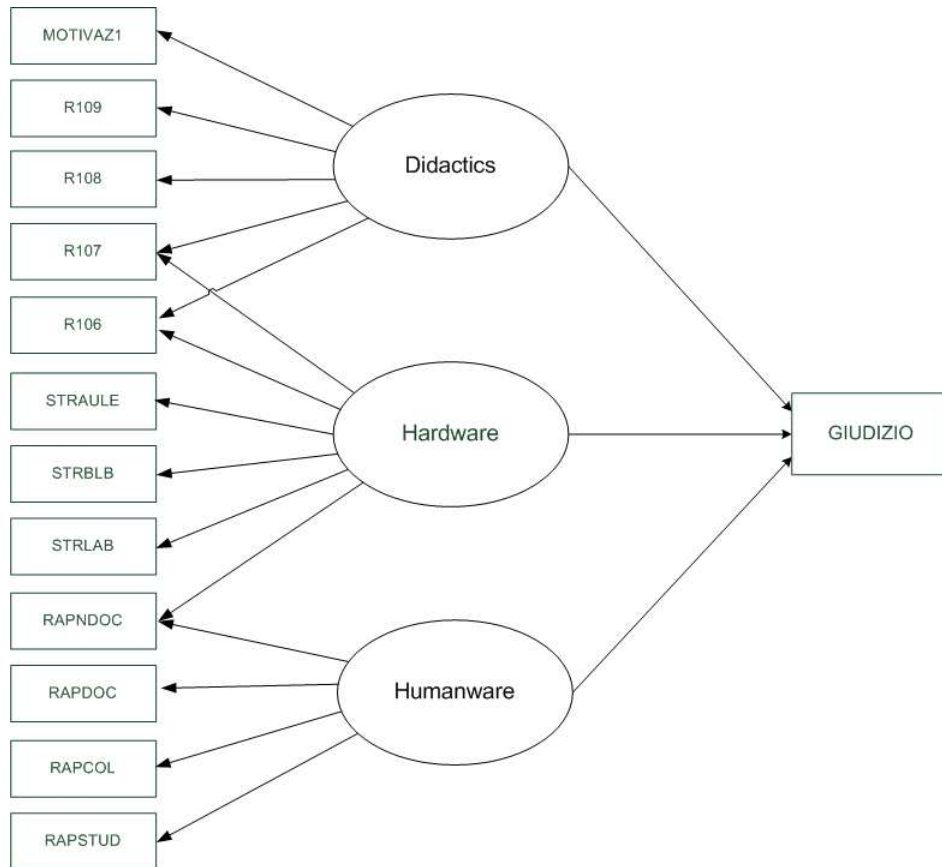 MOTIVAZ1
R109
R108
R107
R106
STRAULE
STRBLB
STRLAB
RAPNDOC
RAPDOC
RAPCOL
RAPSTUD
Didactics
Hardware
Humanware
GIUDIZIO